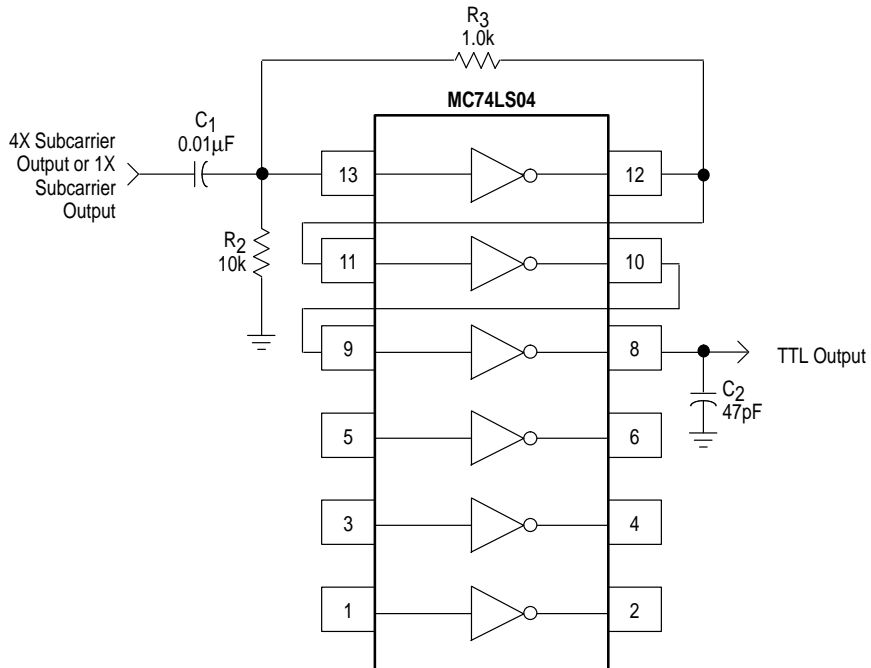 R3
1.0k
MC74LS04
C1
0.01μF
4X Subcarrier
Output or 1X
Subcarrier
Output
13
12
R2
10k
11
10
9
8
TTL Output
C2
47pF
5
6
3
4
1
2